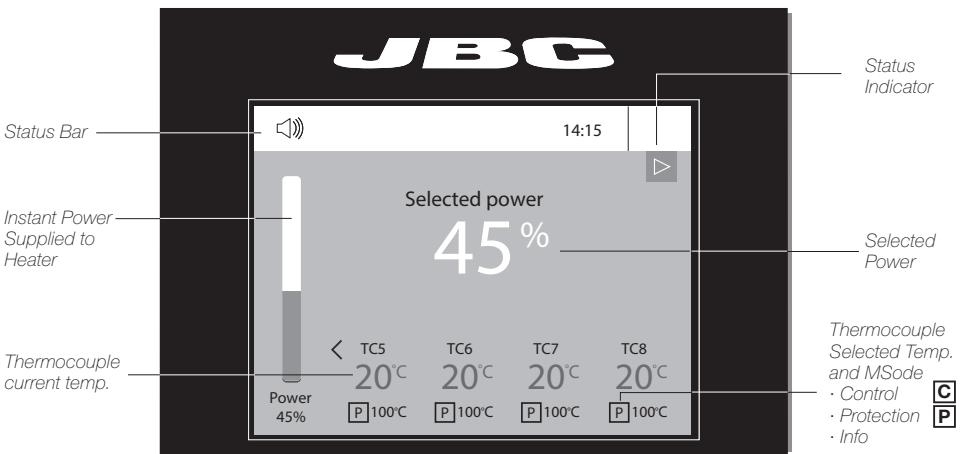 JBC
Status
Indicator
Status Bar
14:15
Instant Power
Supplied to
Heater
Selected power
45%
Selected
Power
Thermocouple
current temp.
TC5 TC6 TC7 TC8
20°C 20°C 20°C 20°C
P 100°C P 100°C P 100°C P 100°C
Power
45%
Thermocouple
Selected Temp.
and MSode
· Control C
· Protection P
· Info